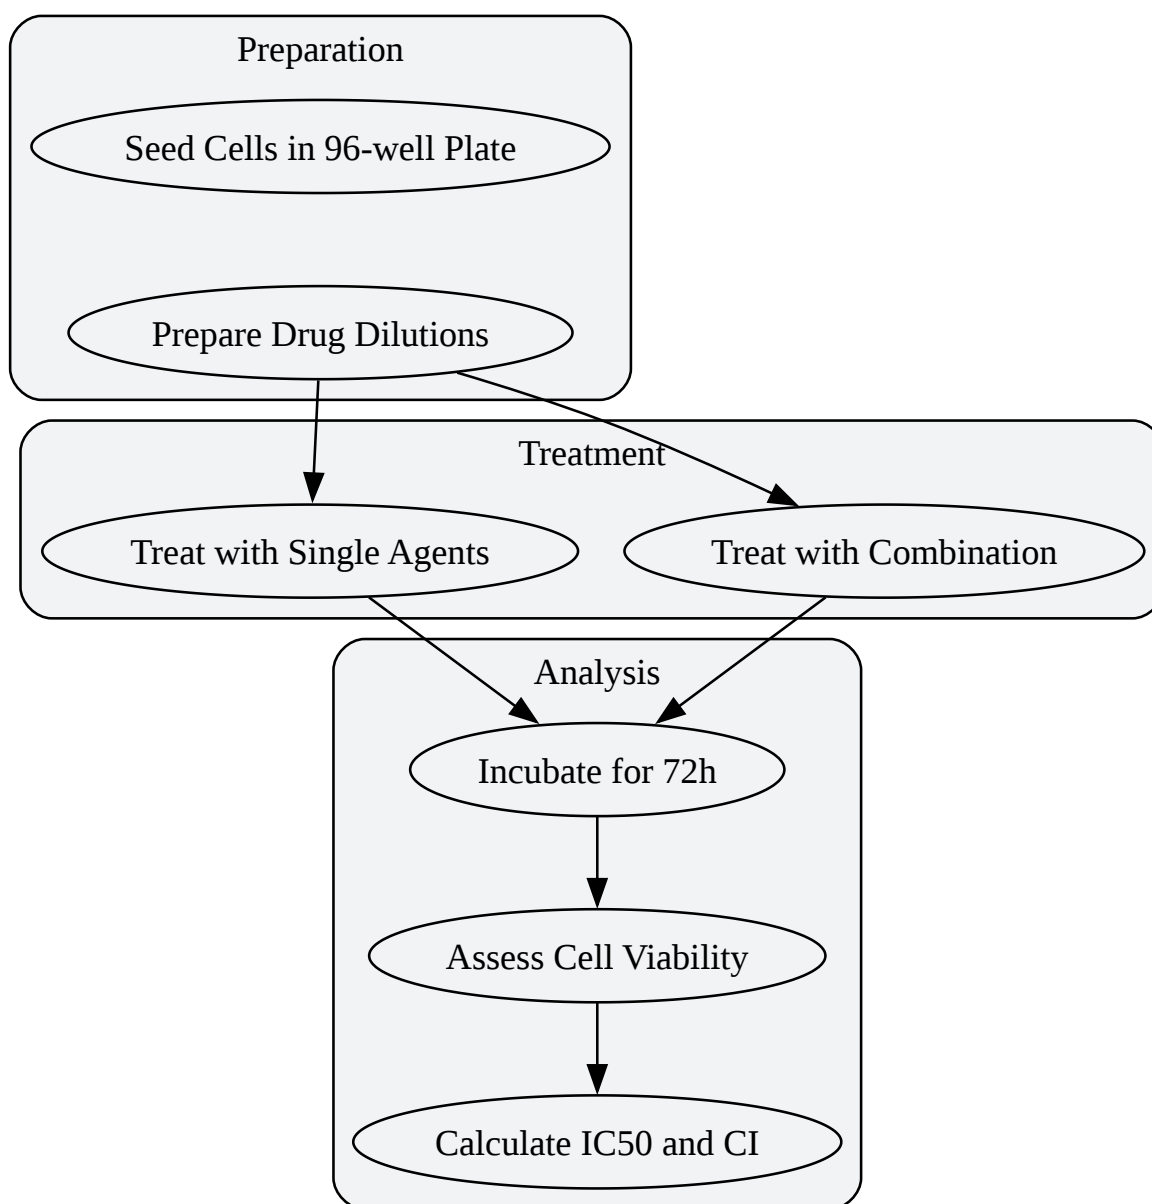 Preparation
Seed Cells in 96-well Plate
Prepare Drug Dilutions
Treatment
Treat with Single Agents
Treat with Combination
Analysis
Incubate for 72h
Assess Cell Viability
Calculate IC50 and CI